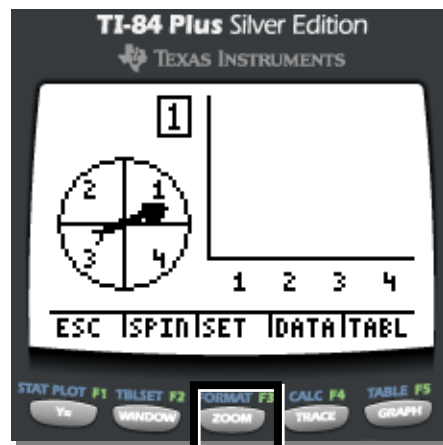 TI-84 Plus Silver Edition
TEXAS INSTRUMENTS
1
2 1
3 4
1 2 3 4
ESC SPIN SET DATA TABL
STAT PLOT F1 TBLSET F2 FORMAT F3 CALC F4 TABLE F5
Y= WINDOW ZOOM TRACE GRAPH